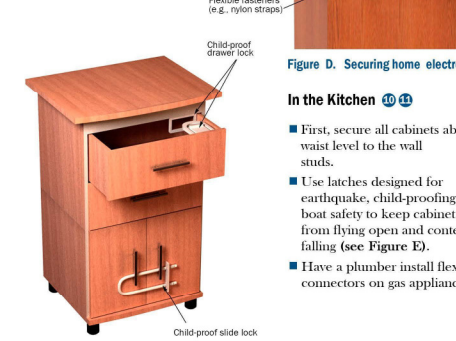 Flexible fasteners
(e.g., nylon straps)
Child-proof
drawer lock
Child-proof slide lock
Figure D. Securing home electr
In the Kitchen 10 11
■ First, secure all cabinets ab
waist level to the wall
studs.
■ Use latches designed for
earthquake, child-proofing
boat safety to keep cabinet
from flying open and conte
falling (see Figure E).
■ Have a plumber install flex
connectors on gas applianc